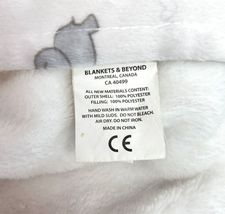 BLANKETS & BEYOND
MONTREAL, CANADA
CA 40499
ALL NEW MATERIALS CONTENT:
OUTER SHELL: 100% POLYESTER
FILLING: 100% POLYESTER
HAND WASH IN WARM WATER
WITH MILD SUDS. DO NOT BLEACH.
AIR DRY. DO NOT IRON.
MADE IN CHINA
CE